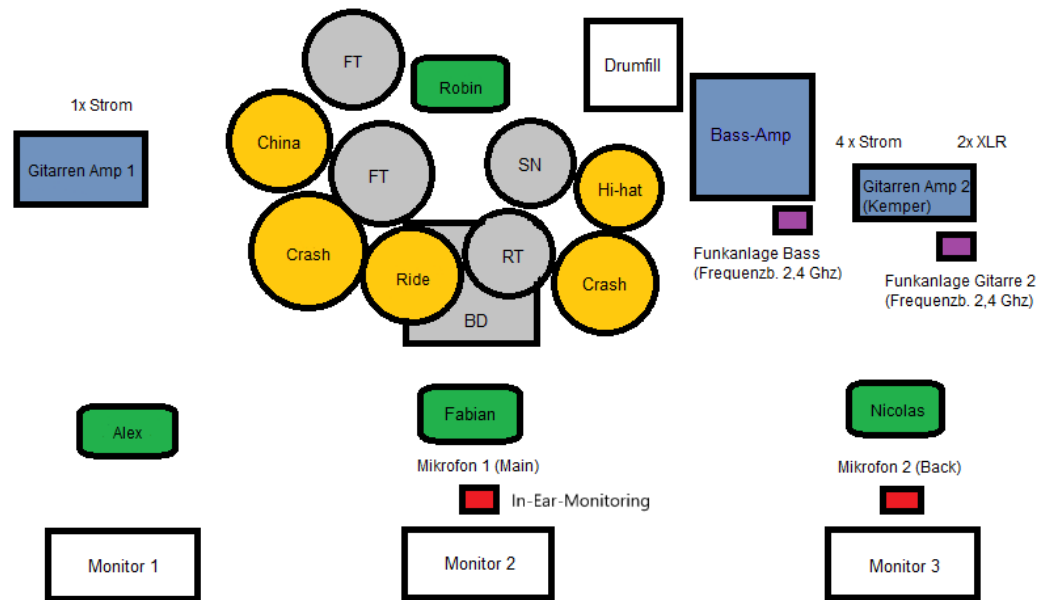 FT
Robin
Drumfill
1x Strom
China
Bass-Amp
4 x Strom
2x XLR
Gitarren Amp 1
FT
SN
Hi-hat
Gitarren Amp 2
(Kemper)
Crash
Ride
RT
Crash
Funkanlage Bass
(Frequenzb. 2,4 Ghz)
Funkanlage Gitarre 2
(Frequenzb. 2,4 Ghz)
BD
Alex
Fabian
Nicolas
Mikrofon 1 (Main)
Mikrofon 2 (Back)
In-Ear-Monitoring
Monitor 1
Monitor 2
Monitor 3